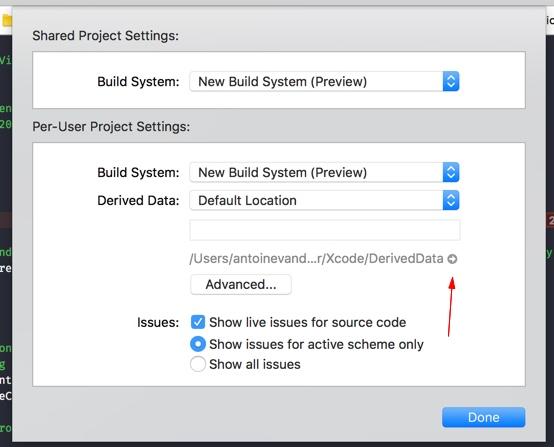 Shared Project Settings:
Build System: New Build System (Preview)
Per-User Project Settings:
Build System: New Build System (Preview)
Derived Data: Default Location
/Users/antoinevand...r/Xcode/DerivedData
Advanced...
Issues: Show live issues for source code
Show issues for active scheme only
Show all issues
Done